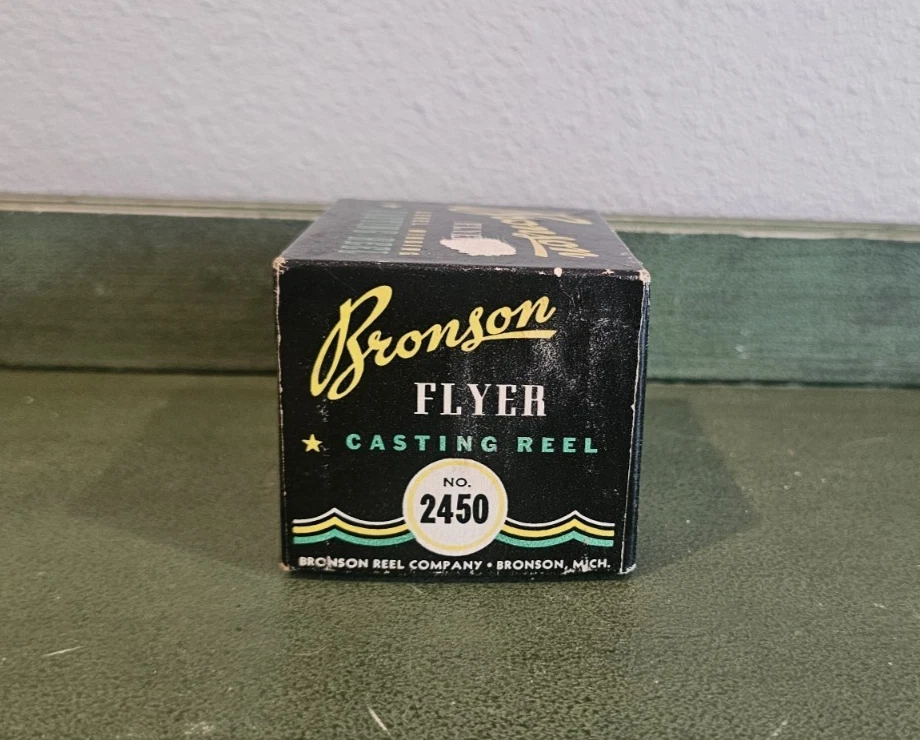 Bronson
FLYER
CASTING REEL
NO.
2450
BRONSON REEL COMPANY • BRONSON, MICH.